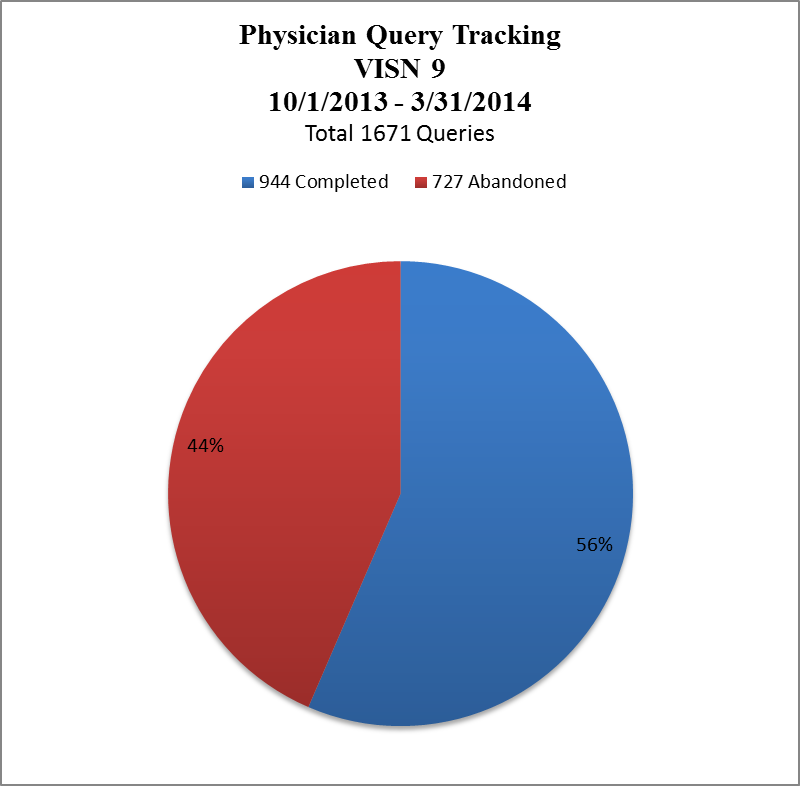 Physician Query Tracking
VISN 9
10/1/2013 - 3/31/2014
Total 1671 Queries
944 Completed 727 Abandoned
44%
56%